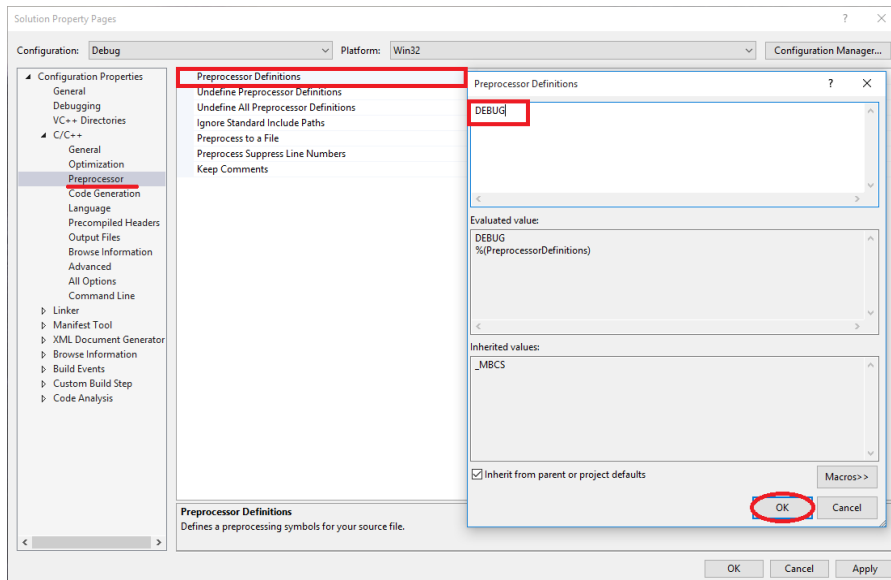 Solution Property Pages
? ×
Configuration: Debug Platform: Win32 Configuration Manager...
Configuration Properties
General
Debugging
VC++ Directories
C/C++
General
Optimization
Preprocessor
Code Generation
Language
Precompiled Headers
Output Files
Browse Information
Advanced
All Options
Command Line
Linker
Manifest Tool
XML Document Generator
Browse Information
Build Events
Custom Build Step
Code Analysis
Preprocessor Definitions
Undefine Preprocessor Definitions
Undefine All Preprocessor Definitions
Ignore Standard Include Paths
Preprocess to a File
Preprocess Suppress Line Numbers
Keep Comments
Preprocessor Definitions
Defines a preprocessing symbols for your source file.
Preprocessor Definitions
? ×
DEBUG
Evaluated value:
DEBUG
%(PreprocessorDefinitions)
Inherited values:
_MBCS
Inherit from parent or project defaults
Macros>>
OK Cancel
OK Cancel Apply